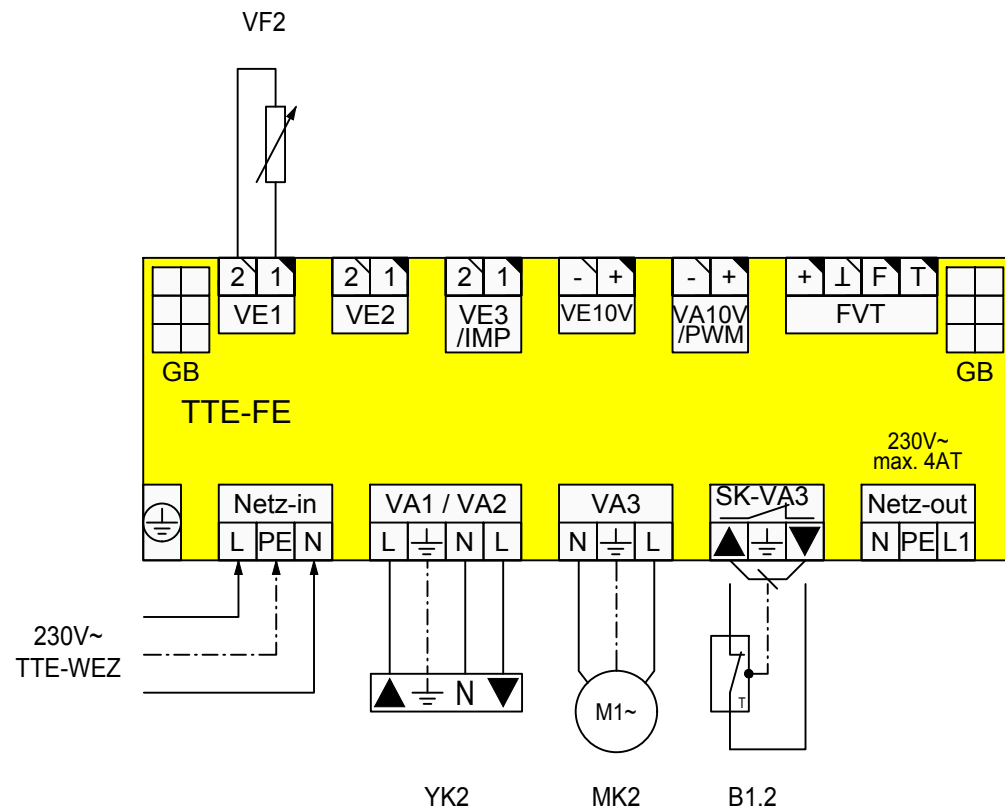 VF2
2 1 2 1 2 1 - + - + + ⊥ F T
VE1 VE2 VE3 VE10V VA10V FVT
/IMP /PWM
GB GB
TTE-FE
230V~
max. 4AT
Netz-in VA1 / VA2 VA3 SK-VA3 Netz-out
L PE N L N L N L N PE L1
230V~
TTE-WEZ
N
M1~
T
YK2 MK2 B1.2